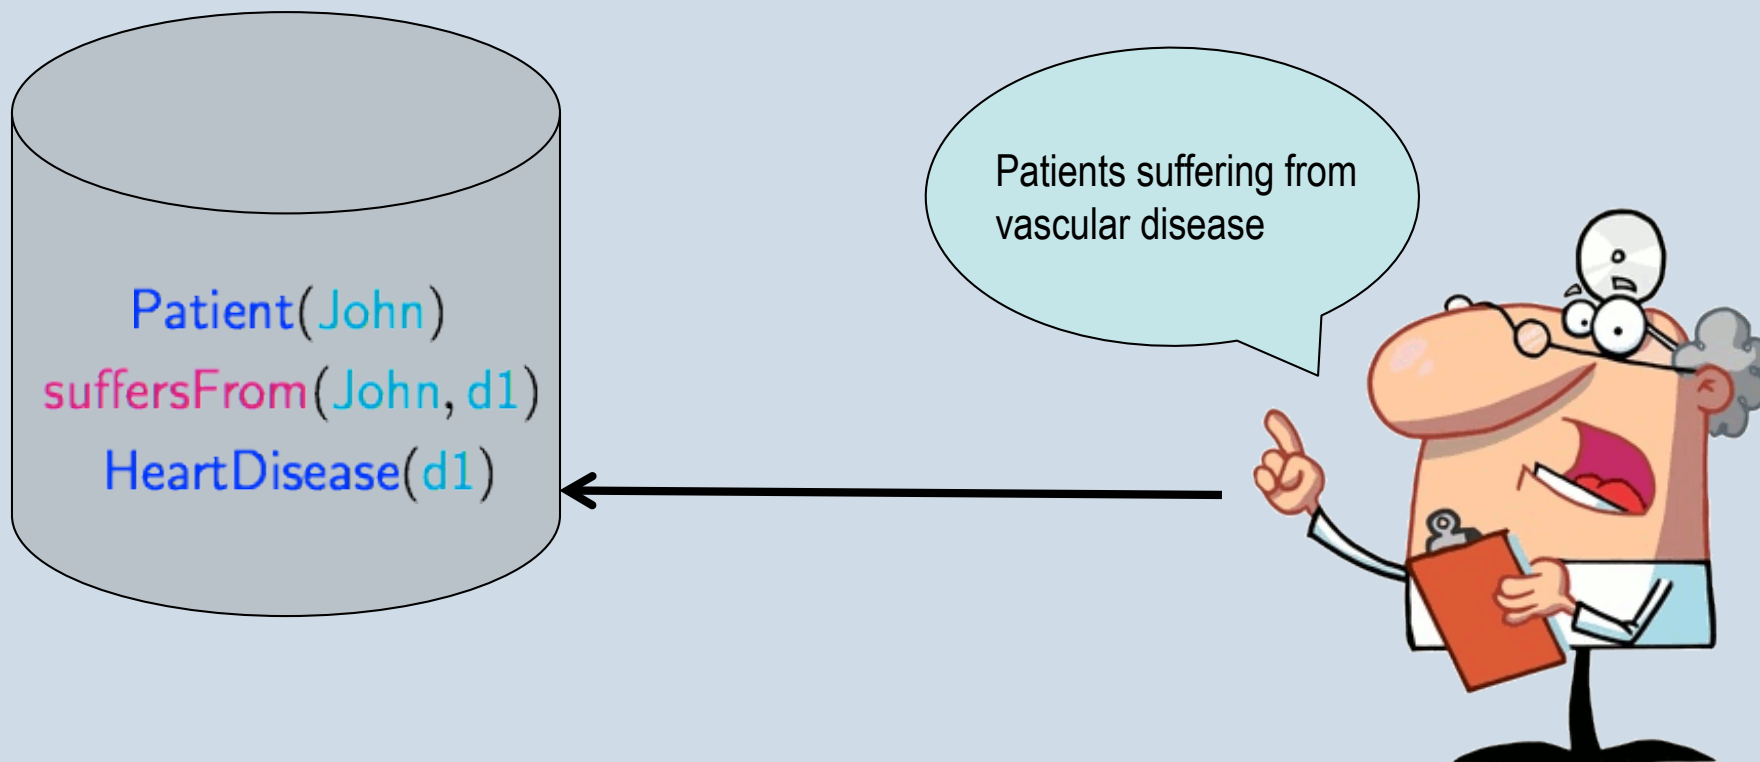 Patient(John)
suffersFrom(John, d1)
HeartDisease(d1)
Patients suffering from
vascular disease